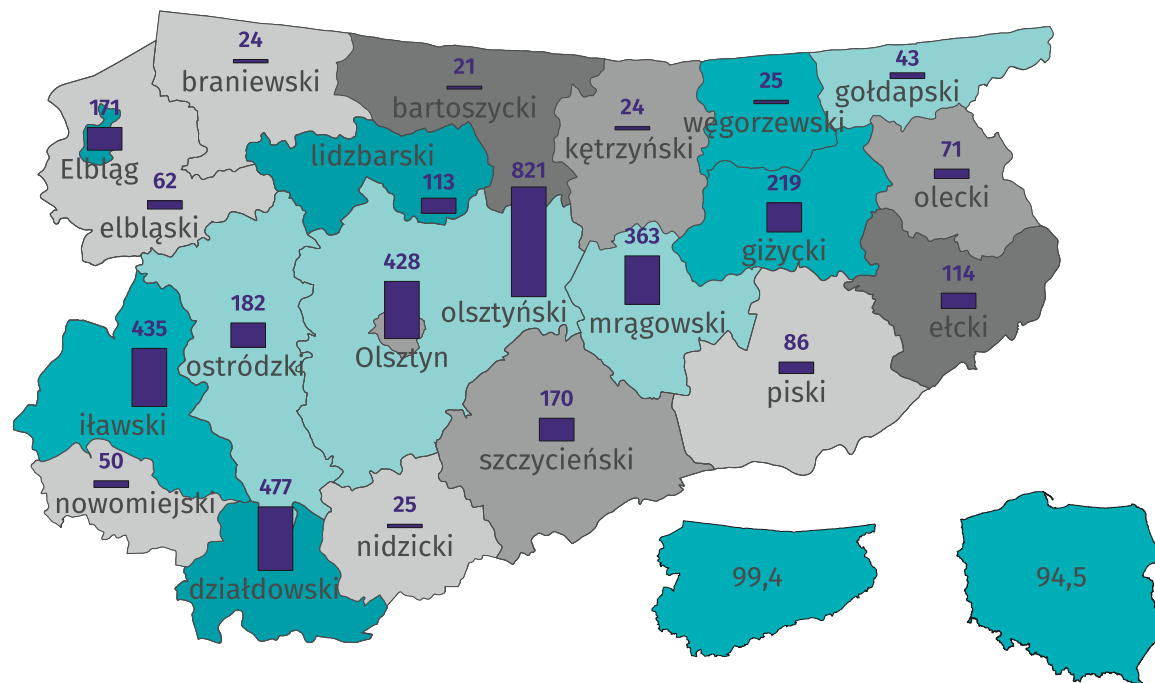 24
braniewski
21
bartoszycki
43
gołdapski
25
węgorzewski
24
kętrzyński
171
Elbląg
lidzbarski
113
71
olecki
62
elbląski
821
olsztyński
219
giżycki
428
Olsztyn
363
mrągowski
114
ełcki
182
ostródzki
435
iławski
86
piski
170
szczycieński
50
nowomiejski
477
działdowski
25
nidzicki
99,4
94,5